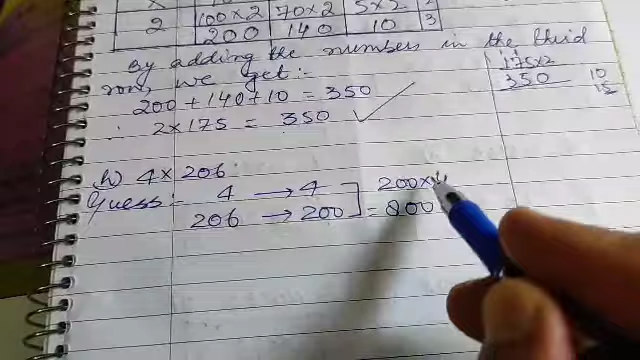 100×2 70×2 5×2
2 200 140 10 3
By adding the numbers in the thuid
row, we get:-
200+140+10 = 350
∴ 2×175 = 350
175×2
350
10
h) 4×206
Guess:- 4 → 4 200×4
206 → 200 = 800